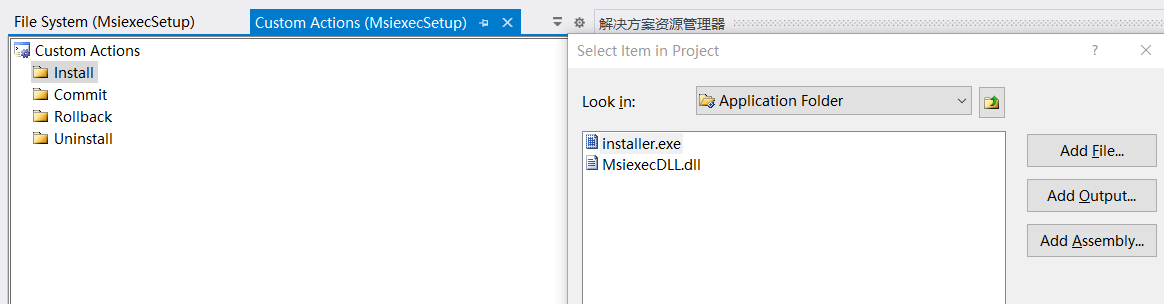 File System (MsiexecSetup)
Custom Actions (MsiexecSetup)
解决方案资源管理器
Custom Actions
Install
Commit
Rollback
Uninstall
Select Item in Project
?
Look in:
Application Folder
installer.exe
MsiexecDLL.dll
Add File...
Add Output...
Add Assembly...